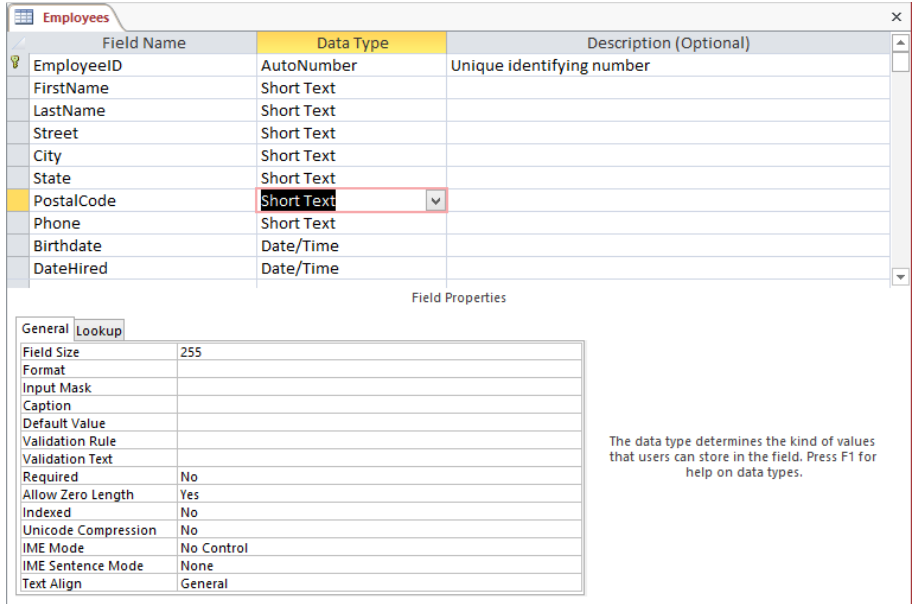 Employees
Field Name Data Type Description (Optional)
EmployeeID AutoNumber Unique identifying number
FirstName Short Text
LastName Short Text
Street Short Text
City Short Text
State Short Text
PostalCode Short Text
Phone Short Text
Birthdate Date/Time
DateHired Date/Time
Field Properties
General Lookup
Field Size 255
Format
Input Mask
Caption
Default Value
Validation Rule
Validation Text
Required No
Allow Zero Length Yes
Indexed No
Unicode Compression No
IME Mode No Control
IME Sentence Mode None
Text Align General
The data type determines the kind of values
that users can store in the field. Press F1 for
help on data types.